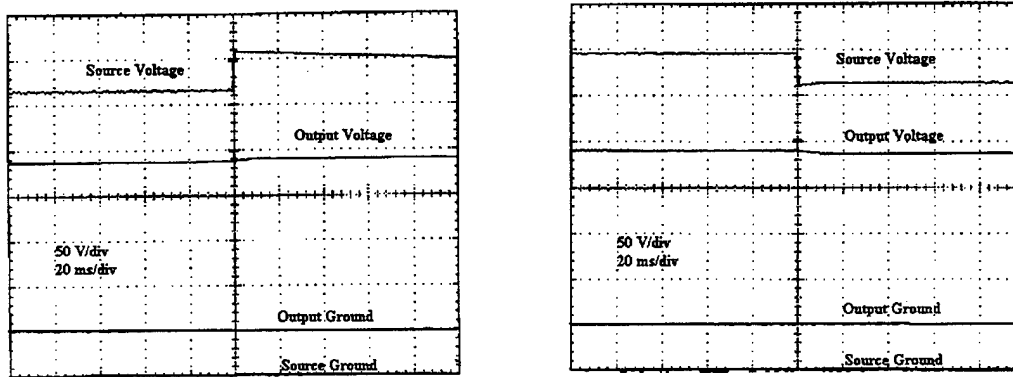 Source Voltage
Output Voltage
50 V/div
20 ms/div
Output Ground
Source Ground
Source Voltage
Output Voltage
50 V/div
20 ms/div
Output Ground
Source Ground